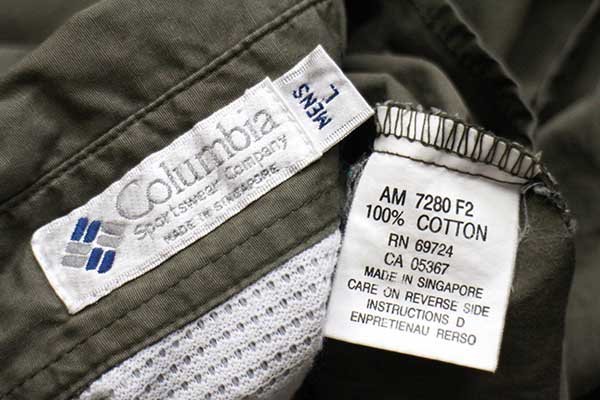 Columbia
Sportswear Company
MADE IN SINGAPORE
MENS
L
AM 7280 F2
100% COTTON
RN 69724
CA 05367
MADE IN SINGAPORE
CARE ON REVERSE SIDE
INSTRUCTIONS D
ENPRETIENAU RERSO